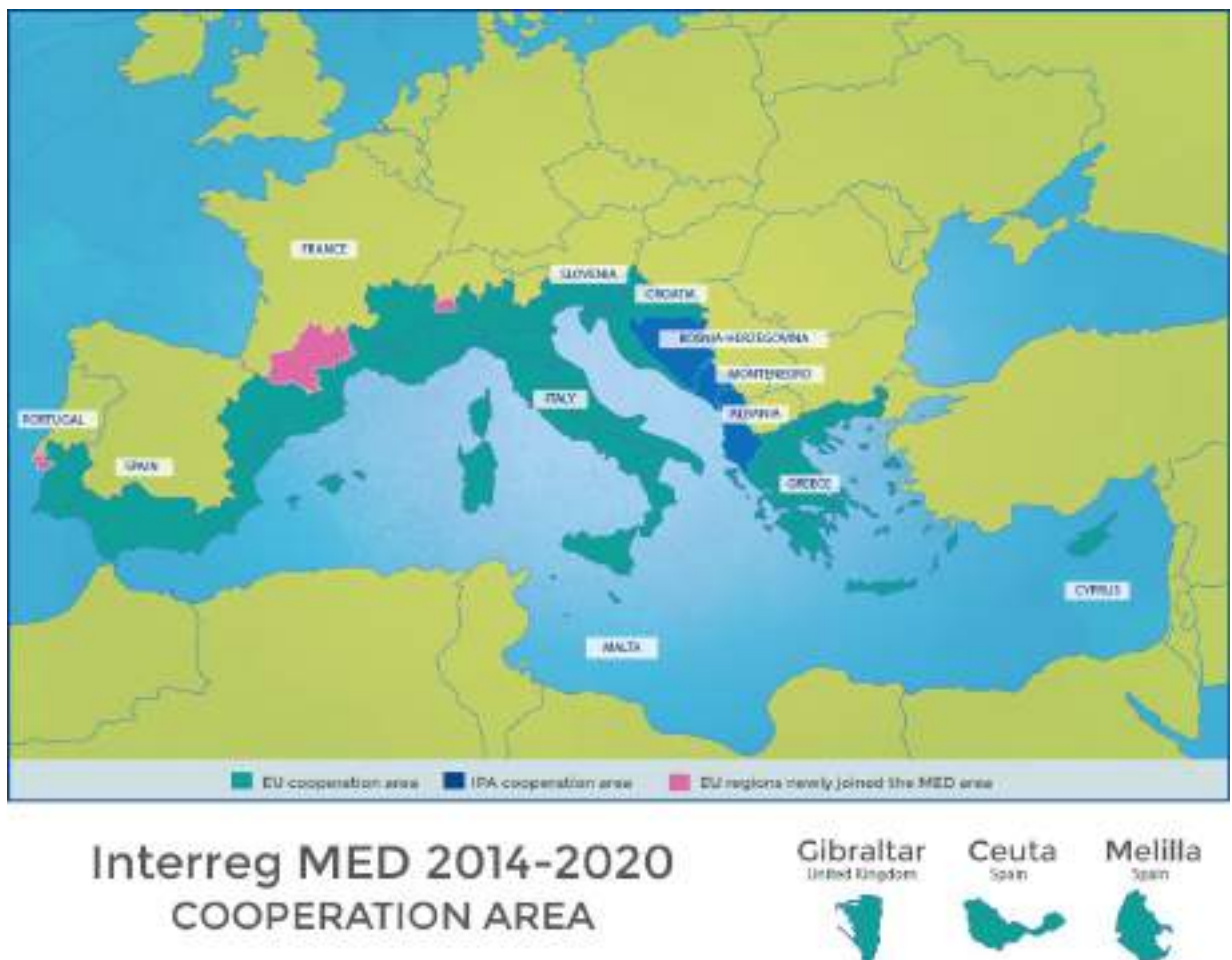 FRANCE
SLOVENIA
CROATIA
BOSNIA-HERZEGOVINA
MONTENEGRO
ITALY
ALBANIA
PORTUGAL
SPAIN
GREECE
CYPRUS
MALTA
EU cooperation area IPA cooperation area EU regions newly joined the MED area
Interreg MED 2014-2020
COOPERATION AREA
Gibraltar
United Kingdom
Ceuta
Spain
Melilla
Spain